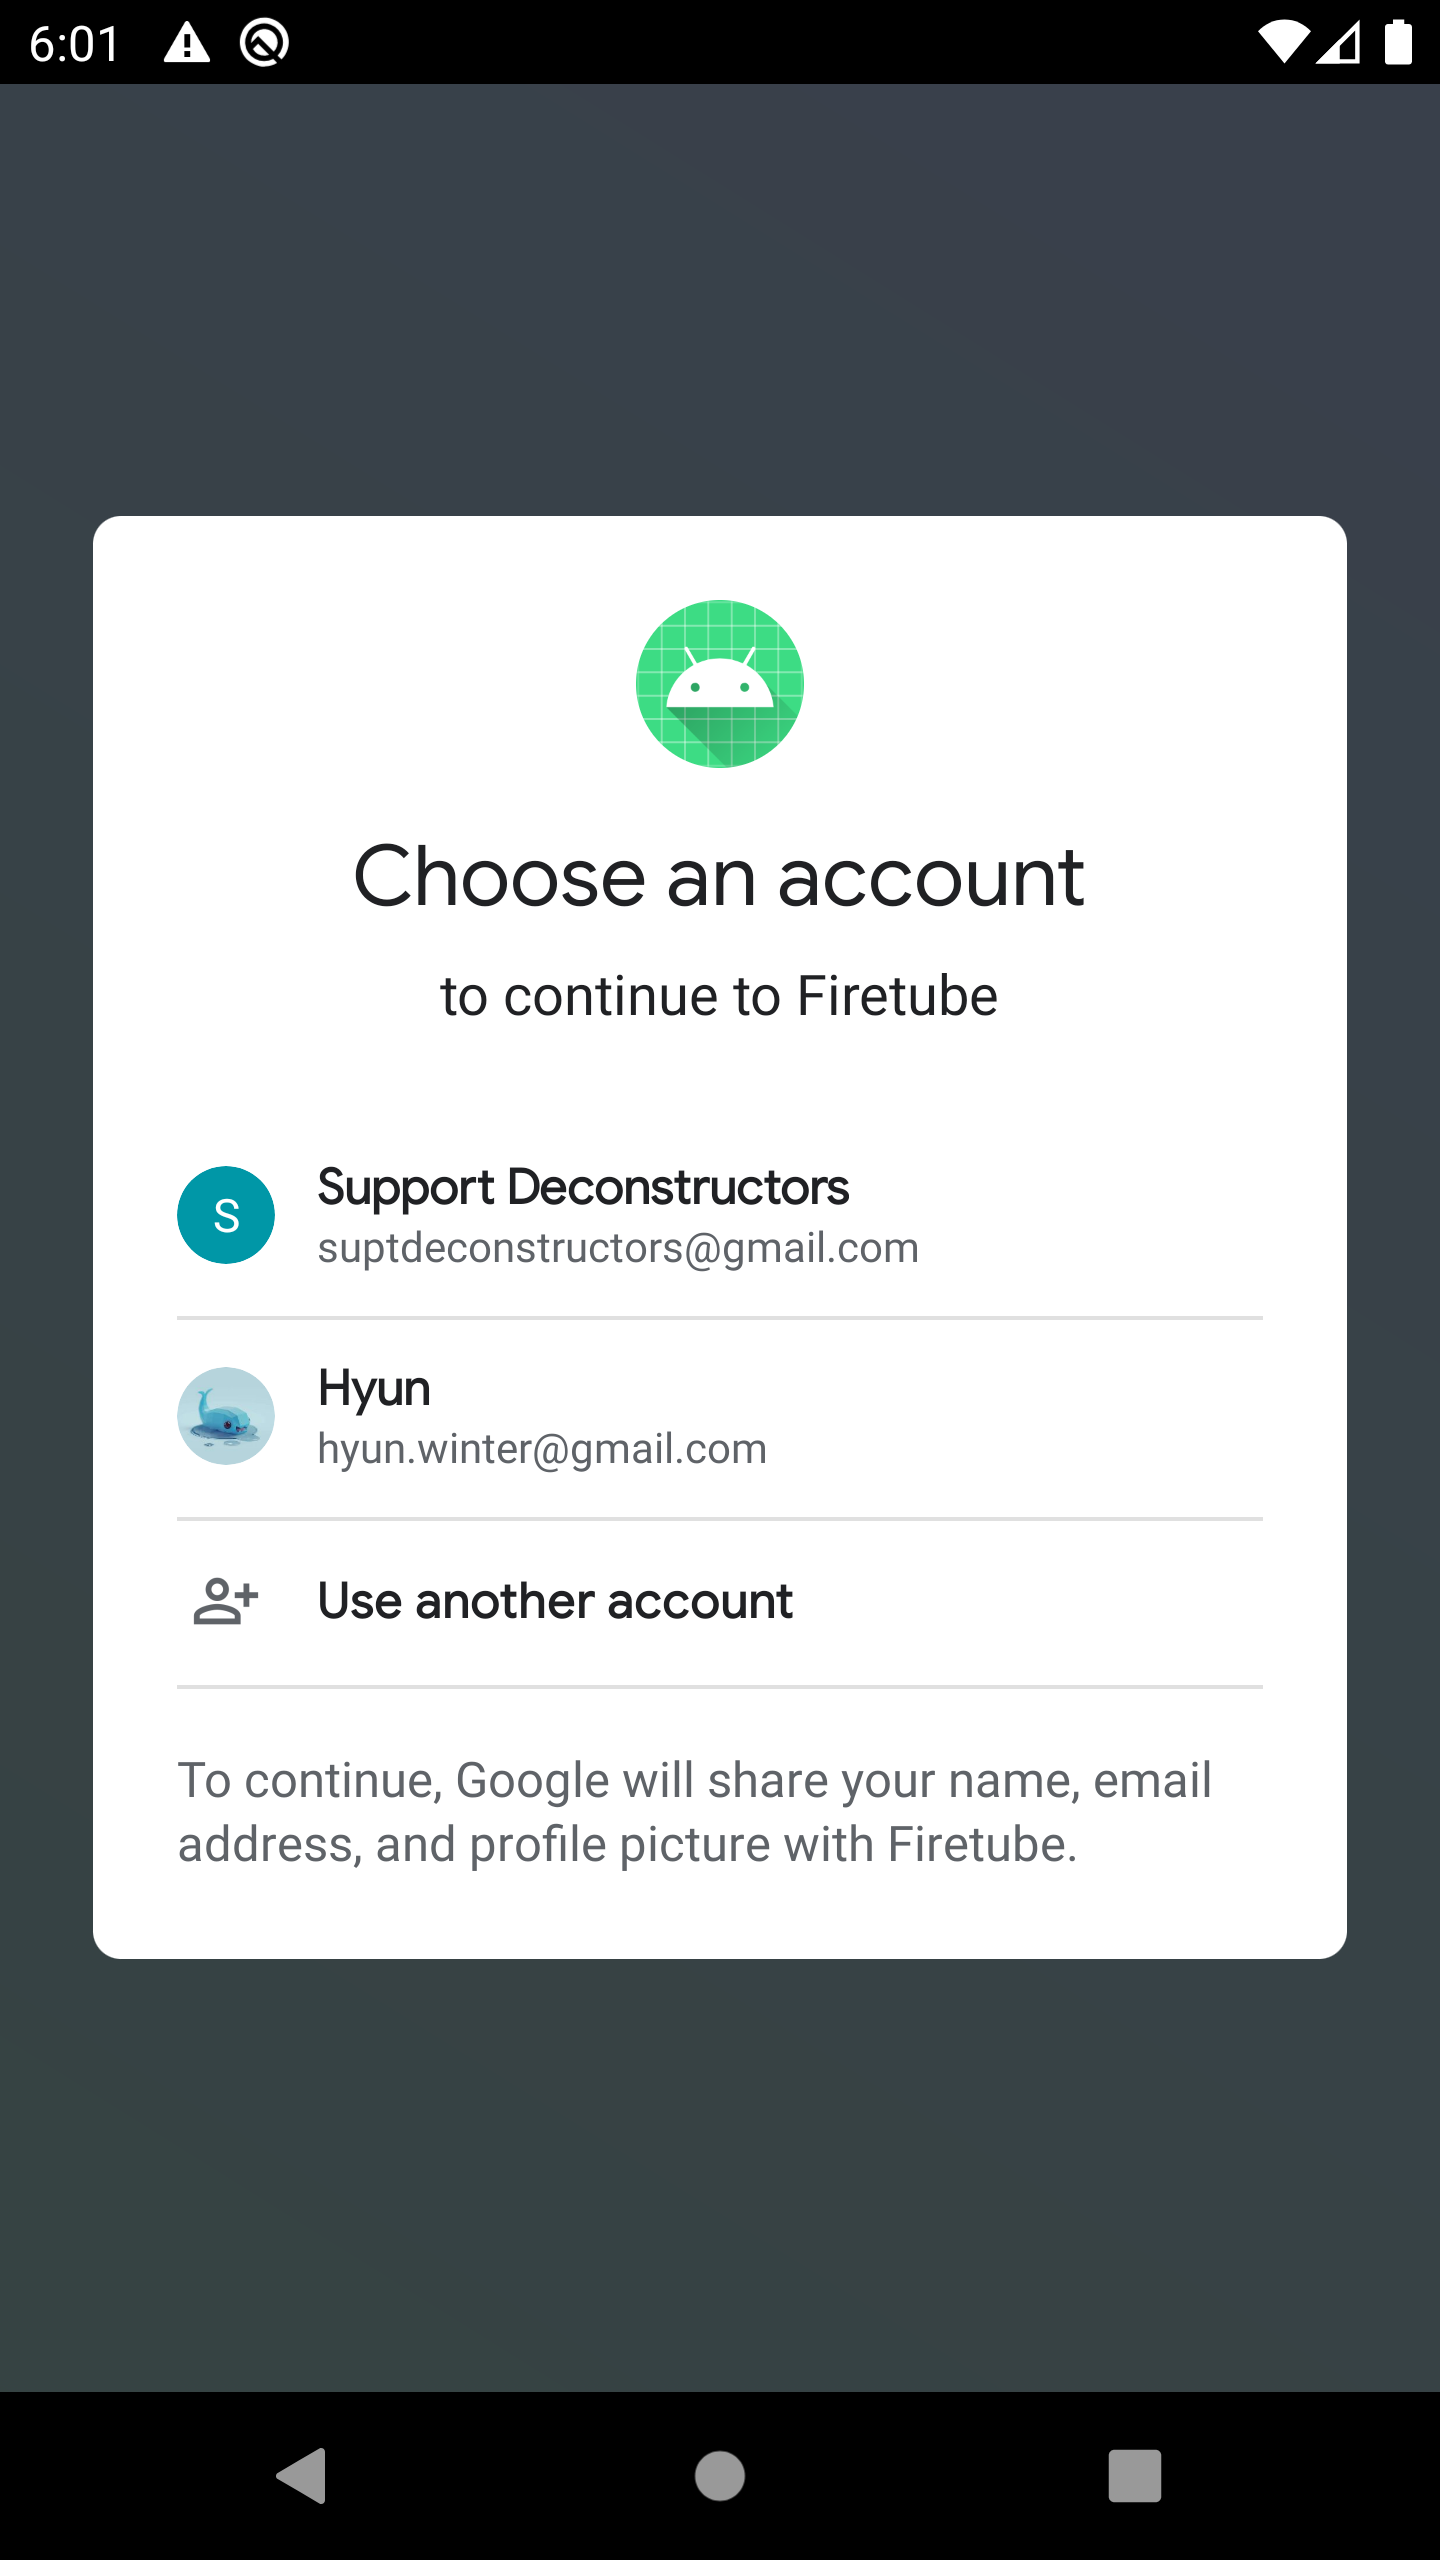 6:01
Choose an account
to continue to Firetube
S
Support Deconstructors
suptdeconstructors@gmail.com
Hyun
hyun.winter@gmail.com
Use another account
To continue, Google will share your name, email
address, and profile picture with Firetube.